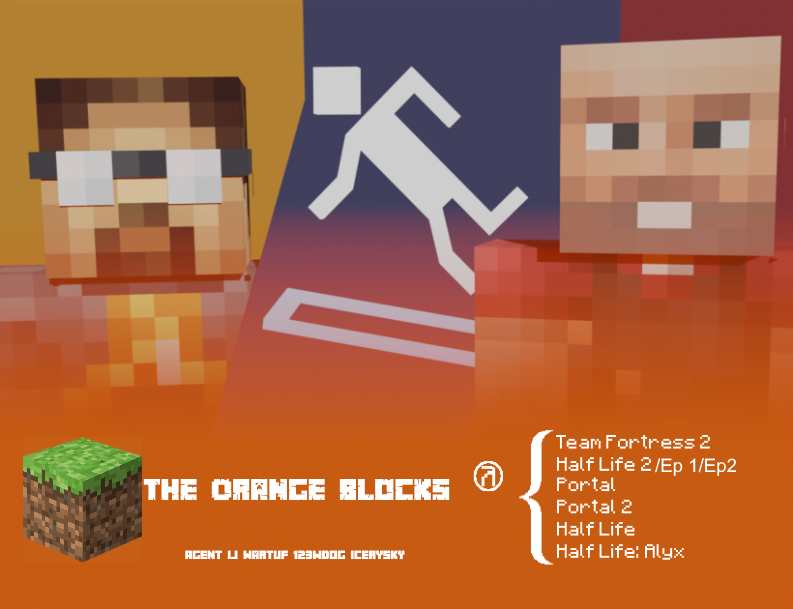 Team Fortress 2
Half Life 2/Ep 1/Ep2
Portal
THE ORANGE BLOCKS
Portal 2
Half Life
Half Life: Alyx
AGENT IJ WARTUF 123WDOG ICERYSKY